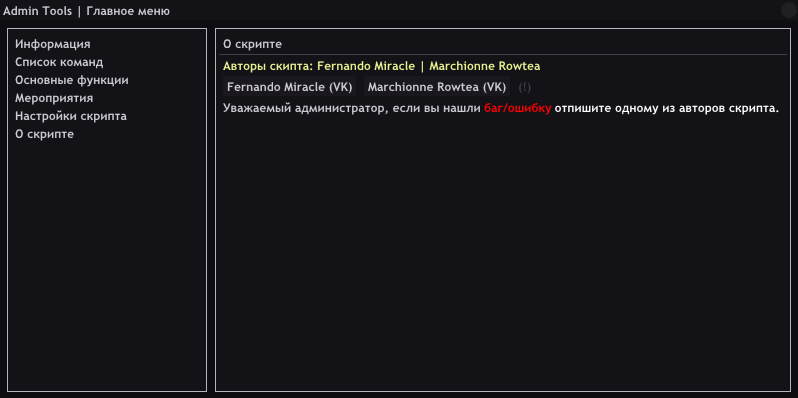 Admin Tools | Главное меню
Информация
Список команд
Основные функции
Мероприятия
Настройки скрипта
О скрипте
О скрипте
Авторы скипта: Fernando Miracle | Marchionne Rowtea
Fernando Miracle (VK) Marchionne Rowtea (VK) (!)
Уважаемый администратор, если вы нашли баг/ошибку отпишите одному из авторов скрипта.